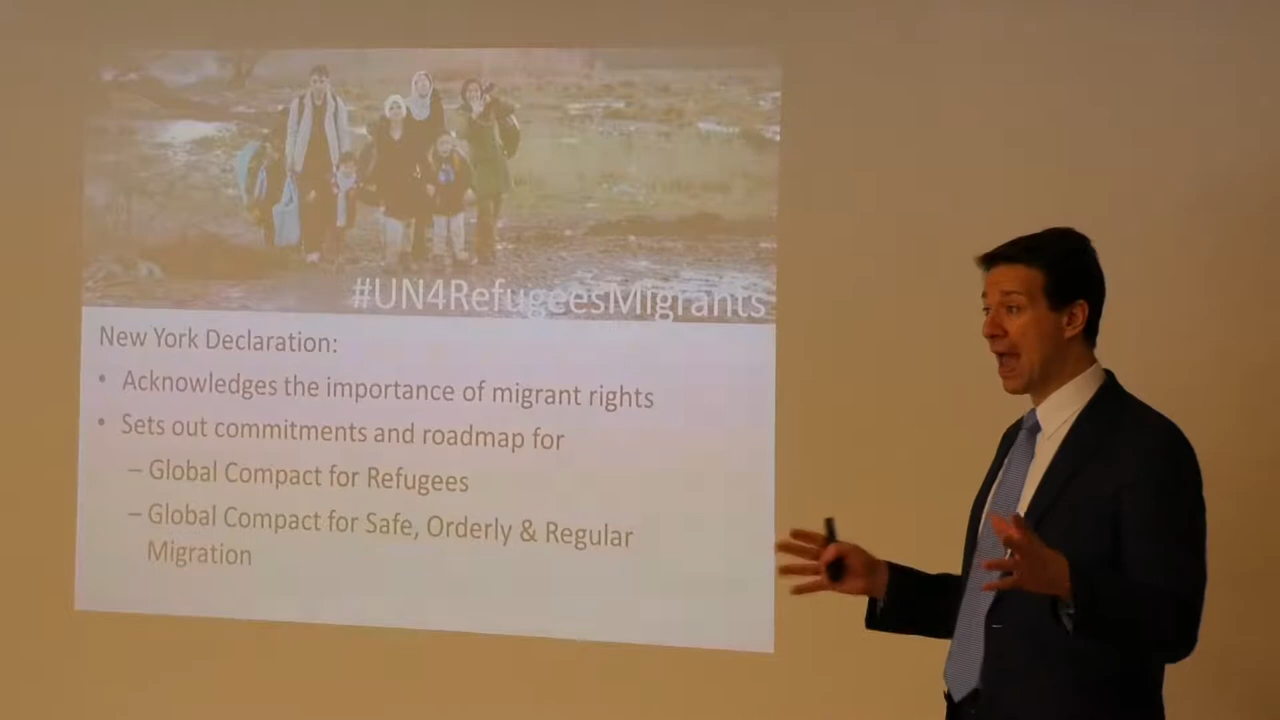 #UN4RefugeesMigrants
New York Declaration:
• Acknowledges the importance of migrant rights
• Sets out commitments and roadmap for
– Global Compact for Refugees
– Global Compact for Safe, Orderly & Regular
Migration